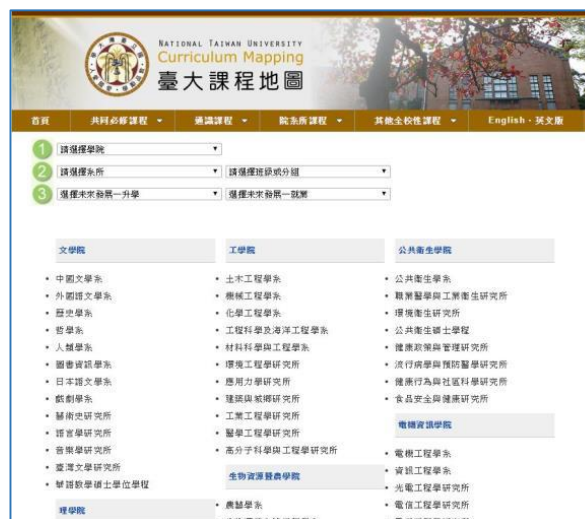 NATIONAL TAIWAN UNIVERSITY
Curriculum Mapping
臺大課程地圖
首頁
共同必修課程
通識課程
院系所課程
其他全校性課程
English・英文版
1 請選擇學院
2 請選擇系所 請選擇班級或分組
3 選擇未來發展一升學 選擇未來發展一就業
文學院
中國文學系
外國語文學系
歷史學系
哲學系
人類學系
圖書資訊學系
日本語文學系
戲劇學系
藝術史研究所
語言學研究所
音樂學研究所
臺灣文學研究所
華語教學碩士學位學程
理學院
工學院
土木工程學系
機械工程學系
化學工程學系
工程科學及海洋工程學系
材料科學與工程學系
環境工程學研究所
應用力學研究所
建築與城鄉研究所
工業工程學研究所
醫學工程學研究所
高分子科學與工程學研究所
生物資源暨農學院
農藝學系
公共衛生學院
公共衛生學系
職業醫學與工業衛生研究所
環境衛生研究所
公共衛生碩士學程
健康政策與管理研究所
流行病學與預防醫學研究所
健康行為與社區科學研究所
食品安全與健康研究所
電機資訊學院
電機工程學系
資訊工程學系
光電工程學研究所
電信工程學研究所